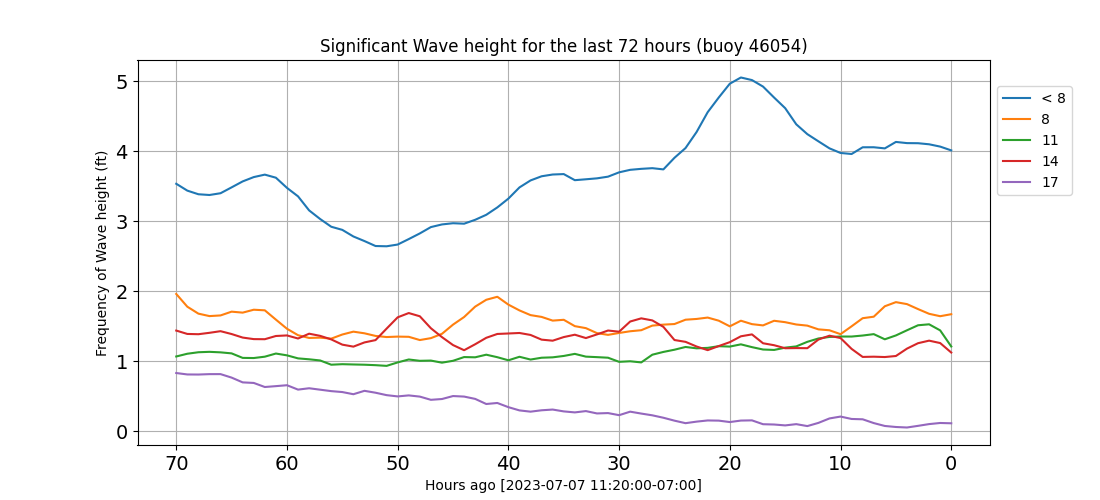 Significant Wave height for the last 72 hours (buoy 46054)
Frequency of Wave height (ft)
5
4
3
2
1
0
70 60 50 40 30 20 10 0
Hours ago [2023-07-07 11:20:00-07:00]
< 8
8
11
14
17